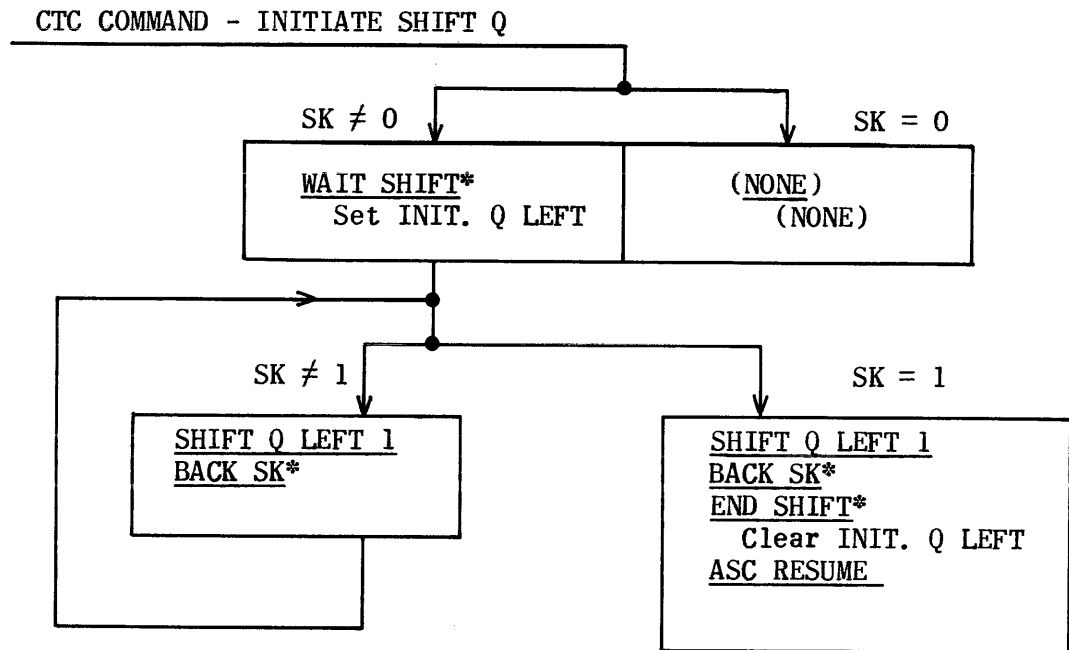 CTC COMMAND - INITIATE SHIFT Q
SK ≠ 0
SK = 0
WAIT SHIFT*
Set INIT. Q LEFT
(NONE)
(NONE)
SK ≠ 1
SK = 1
SHIFT Q LEFT 1
BACK SK*
SHIFT Q LEFT 1
BACK SK*
END SHIFT*
Clear INIT. Q LEFT
ASC RESUME